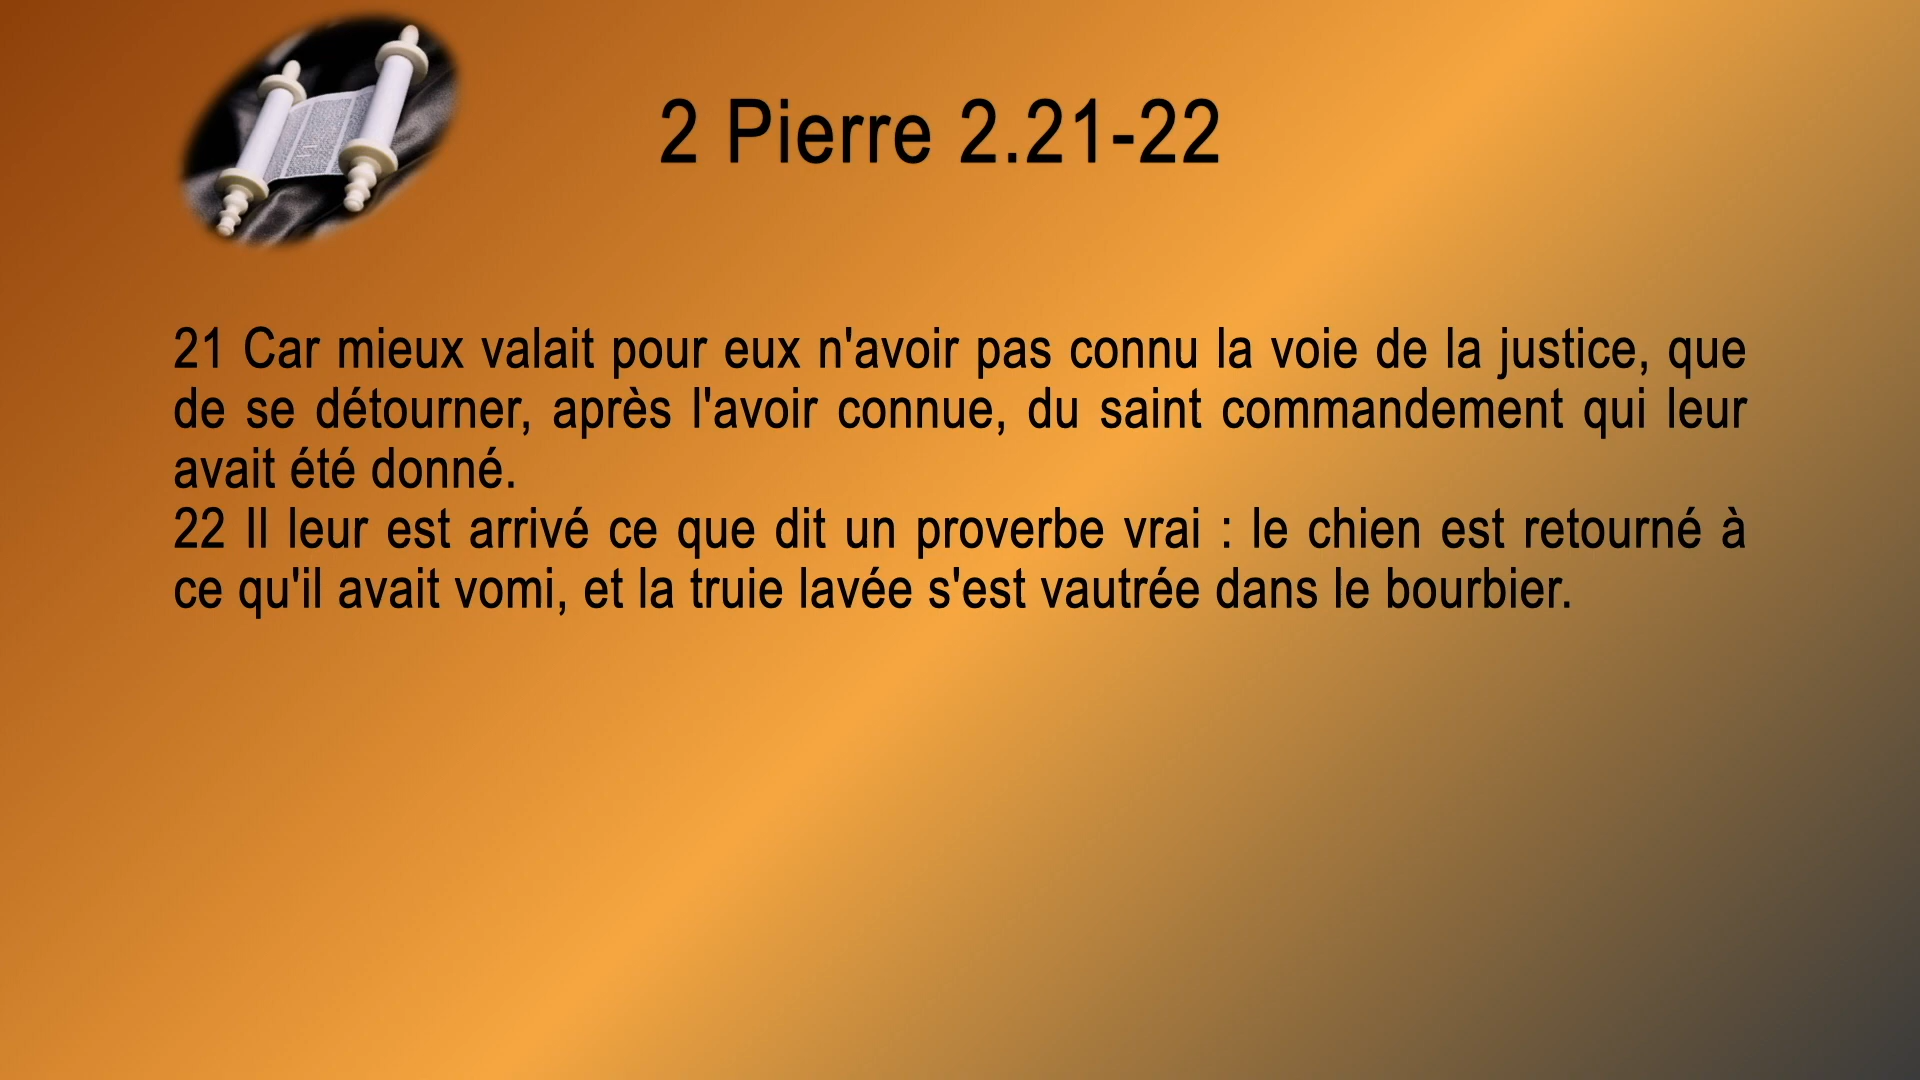 2 Pierre 2.21-22
21 Car mieux valait pour eux n'avoir pas connu la voie de la justice, que
de se détourner, après l'avoir connue, du saint commandement qui leur
avait été donné.
22 Il leur est arrivé ce que dit un proverbe vrai : le chien est retourné à
ce qu'il avait vomi, et la truie lavée s'est vautrée dans le bourbier.